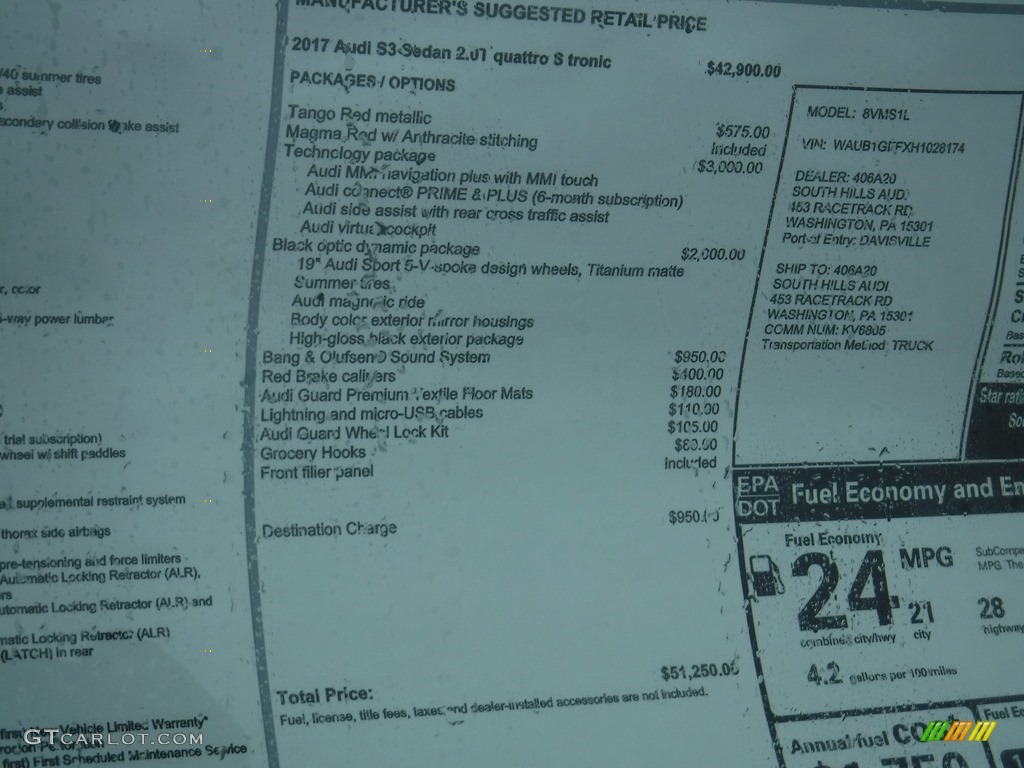 MANUFACTURER'S SUGGESTED RETAIL PRICE
2017 Audi S3 Sedan 2.0T quattro S tronic $42,900.00
PACKAGES / OPTIONS
Tango Red metallic $575.00
Magma Red w/ Anthracite stitching Included
Technology package $3,000.00
Audi MMI navigation plus with MMI touch
Audi connect® PRIME & PLUS (6-month subscription)
Audi side assist with rear cross traffic assist
Audi virtual cockpit
Black optic dynamic package $2,000.00
19" Audi Sport 5-V-spoke design wheels, Titanium matte
Summer tires
Audi magnetic ride
Body color exterior mirror housings
High-gloss black exterior package
Bang & Olufsen® Sound System $950.00
Red Brake calipers $400.00
Audi Guard Premium Textile Floor Mats $180.00
Lightning and micro-USB cables $110.00
Audi Guard Wheel Lock Kit $105.00
Grocery Hooks
Front filler panel Included
Destination Charge $950.00
Total Price: $51,250.00
Fuel, license, title fees, taxes and dealer-installed accessories are not included.
/40 summer tires
assist
secondary collision brake assist
color
-way power lumbar
trial subscription)
wheel w/ shift paddles
supplemental restraint system
thorax side airbags
pre-tensioning and force limiters
Automatic Locking Retractor (ALR),
rs
utomatic Locking Retractor (ALR) and
matic Locking Retractor (ALR)
(LATCH) in rear
Vehicle Limited Warranty*
first) First Scheduled Maintenance Service
MODEL: 8VMS1L
VIN: WAUB1GFFXH1028174
DEALER: 406A20
SOUTH HILLS AUDI
453 RACETRACK RD
WASHINGTON, PA 15301
Port of Entry: DAVISVILLE
SHIP TO: 406A20
SOUTH HILLS AUDI
453 RACETRACK RD
WASHINGTON, PA 15301
COMM NUM: KV6805
Transportation Method: TRUCK
Star rati
EPA
DOT
Fuel Economy and En
Fuel Economy
24 MPG
21 28
combined city/hwy city highway
SubCompa
MPG. The
4.2 gallons per 100 miles
Annual fuel CO
Fuel Ec
$1,750
GTCARLOT.COM